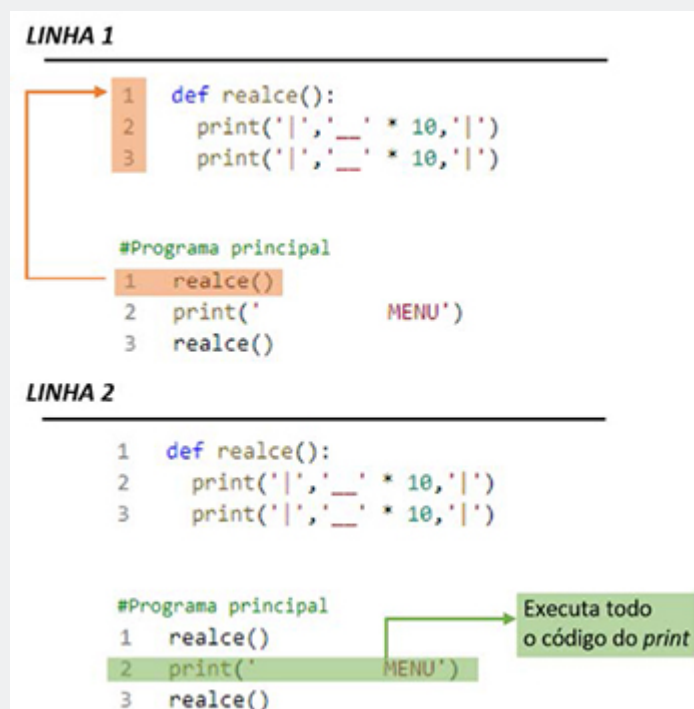 LINHA 1
1 def realce():
2 print('|','__' * 10,'|')
3 print('|','__' * 10,'|')
#Programa principal
1 realce()
2 print(' MENU')
3 realce()
LINHA 2
1 def realce():
2 print('|','__' * 10,'|')
3 print('|','__' * 10,'|')
#Programa principal
1 realce()
2 print(' MENU')
3 realce()
Executa todo
o código do print